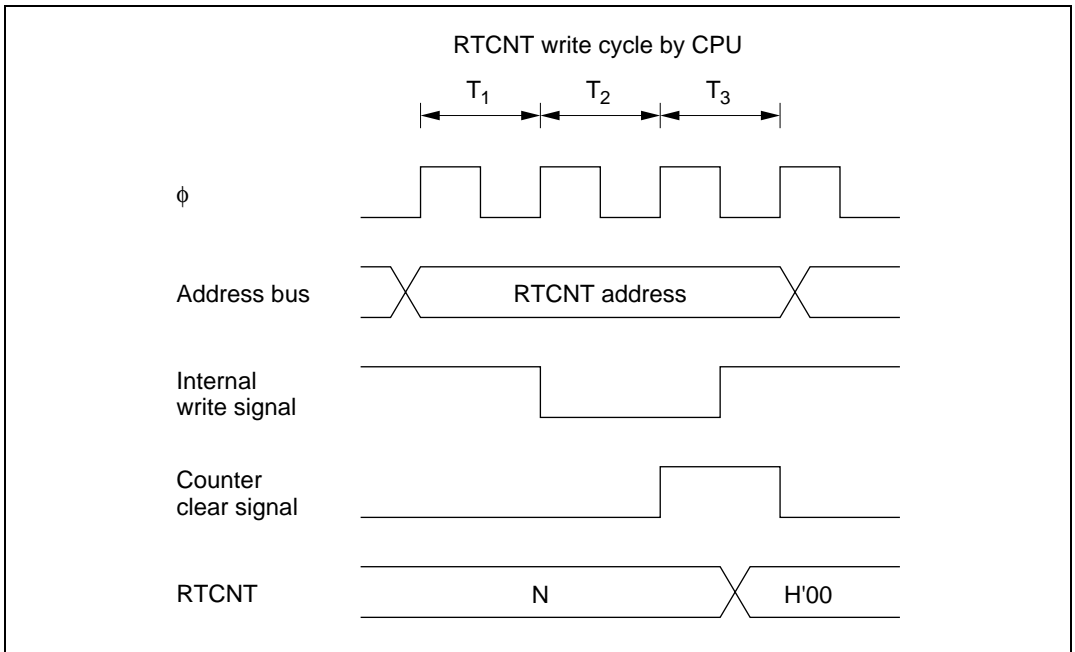 RTCNT write cycle by CPU
T1 T2 T3
ϕ
Address bus RTCNT address
Internal
write signal
Counter
clear signal
RTCNT N H'00